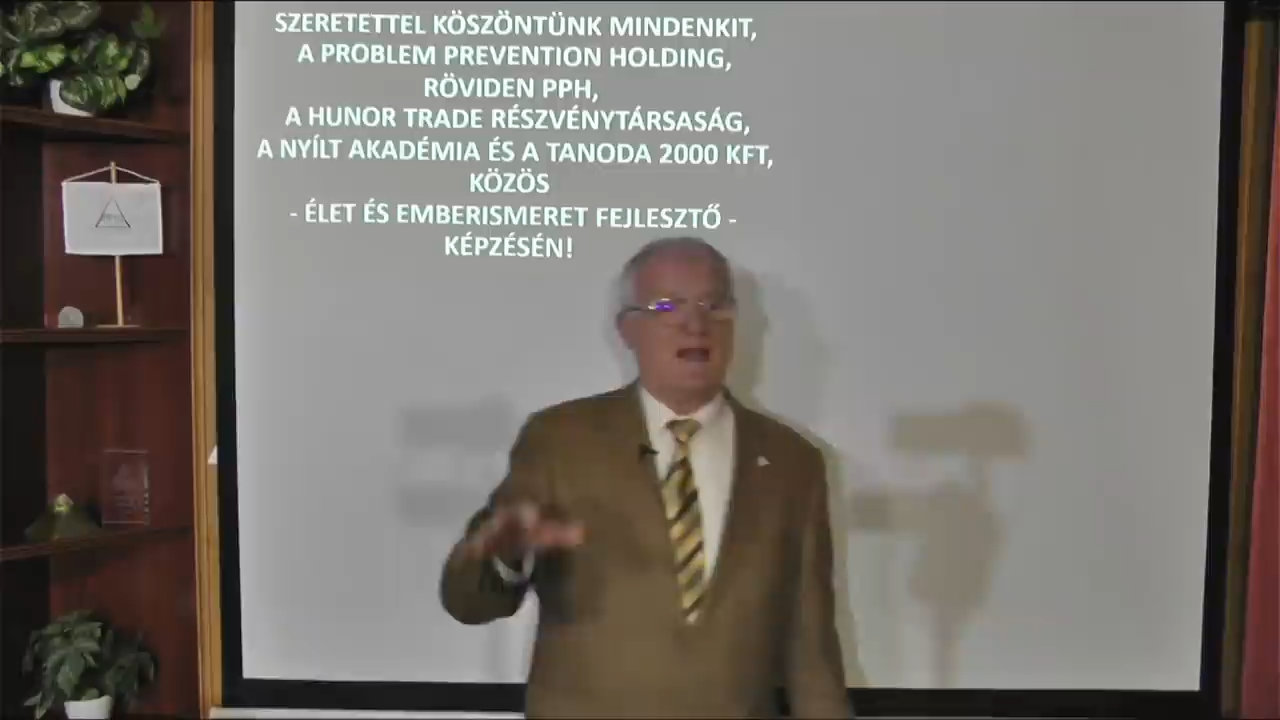 SZERETETTEL KÖSZÖNTÜNK MINDENKIT,
A PROBLEM PREVENTION HOLDING,
RÖVIDEN PPH,
A HUNOR TRADE RÉSZVÉNYTÁRSASÁG,
A NYÍLT AKADÉMIA ÉS A TANODA 2000 KFT,
KÖZÖS
- ÉLET ÉS EMBERISMERET FEJLESZTŐ -
KÉPZÉSÉN!